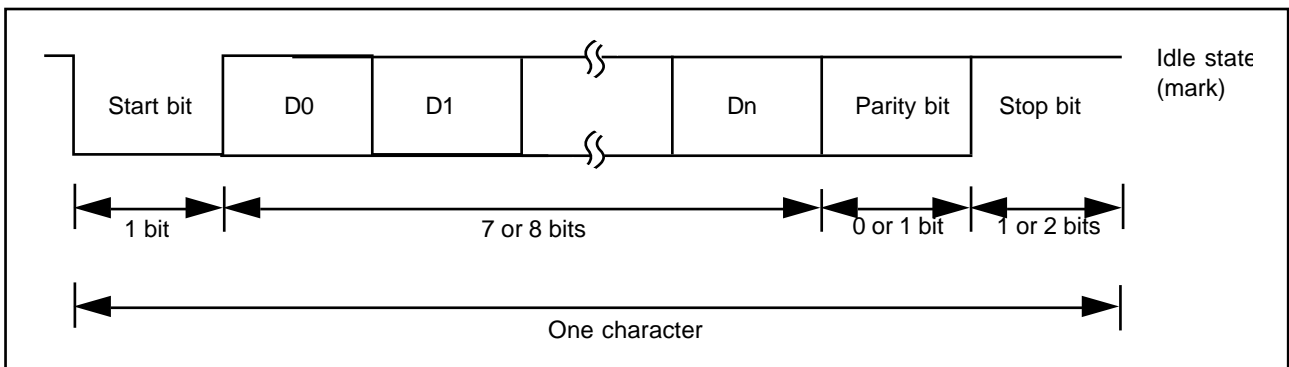 Idle state
(mark)
Start bit
D0
D1
Dn
Parity bit
Stop bit
1 bit
7 or 8 bits
0 or 1 bit
1 or 2 bits
One character